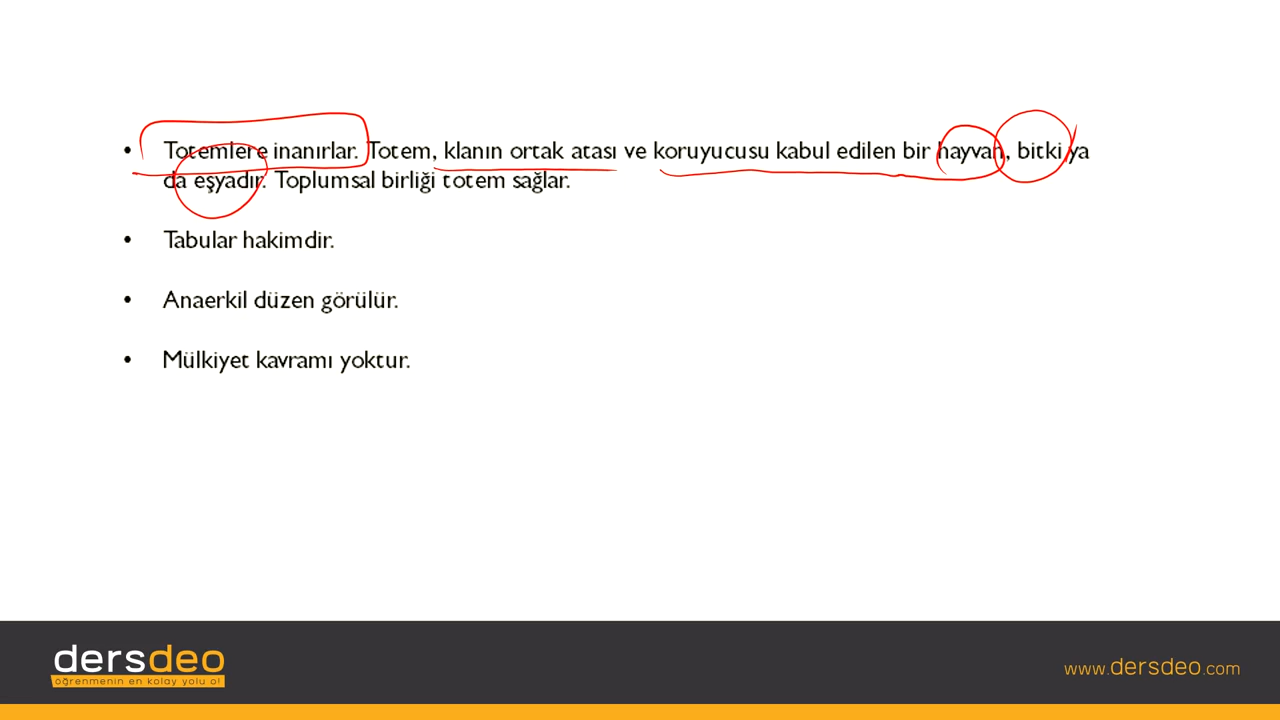 • Totemlere inanırlar. Totem, klanın ortak atası ve koruyucusu kabul edilen bir hayvan, bitki ya
da eşyadır. Toplumsal birliği totem sağlar.
• Tabular hakimdir.
• Anaerkil düzen görülür.
• Mülkiyet kavramı yoktur.
dersdeo
öğrenmenin en kolay yolu o!
www.dersdeo.com